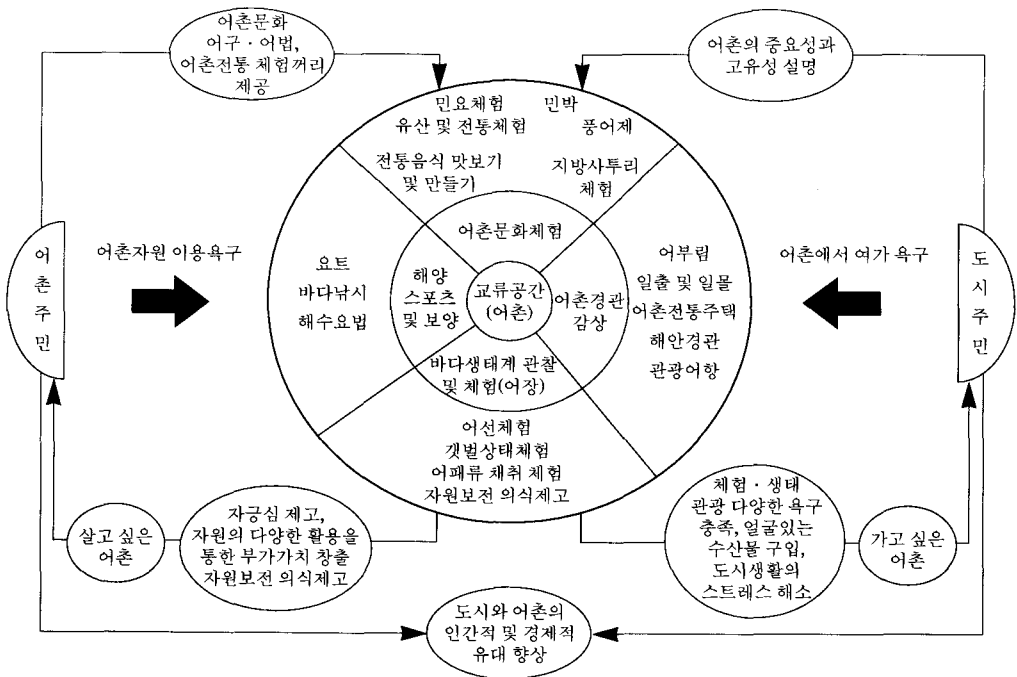 어촌문화
어구 · 어법,
어촌전통 체험꺼리
제공
어촌의 중요성과
고유성 설명
민요체험 민박
유산 및 전통체험 풍어제
전통음식 맛보기
및 만들기
지방사투리
체험
어촌문화체험
어촌주민
어촌자원 이용욕구
요트
바다낚시
해수요법
해양
스포츠
및 보양
교류공간
(어촌)
어촌경관
감상
어부림
일출 및 일몰
어촌전통주택
해안경관
관광어항
어촌에서 여가 욕구
도시주민
바다생태계 관찰
및 체험(어장)
어선체험
갯벌상태체험
어패류 채취 체험
자원보전 의식제고
살고 싶은
어촌
자긍심 제고,
자원의 다양한 활용을
통한 부가가치 창출
자원보전 의식제고
체험 · 생태
관광 다양한 욕구
충족, 얼굴있는
수산물 구입,
도시생활의
스트레스 해소
가고 싶은
어촌
도시와 어촌의
인간적 및 경제적
유대 향상